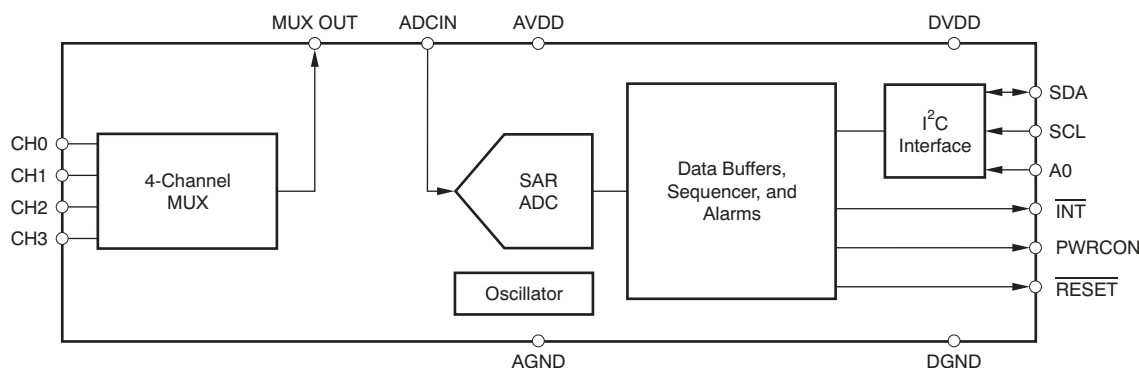 MUX OUT
ADCIN
AVDD
DVDD
CH0
CH1
CH2
CH3
4-Channel
MUX
SAR
ADC
Oscillator
Data Buffers,
Sequencer, and
Alarms
I²C
Interface
SDA
SCL
A0
INT
PWRCON
RESET
AGND
DGND